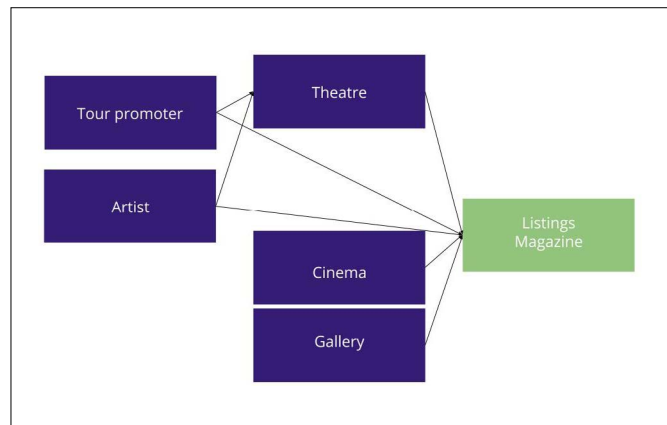 Tour promoter
Theatre
Artist
Listings
Magazine
Cinema
Gallery